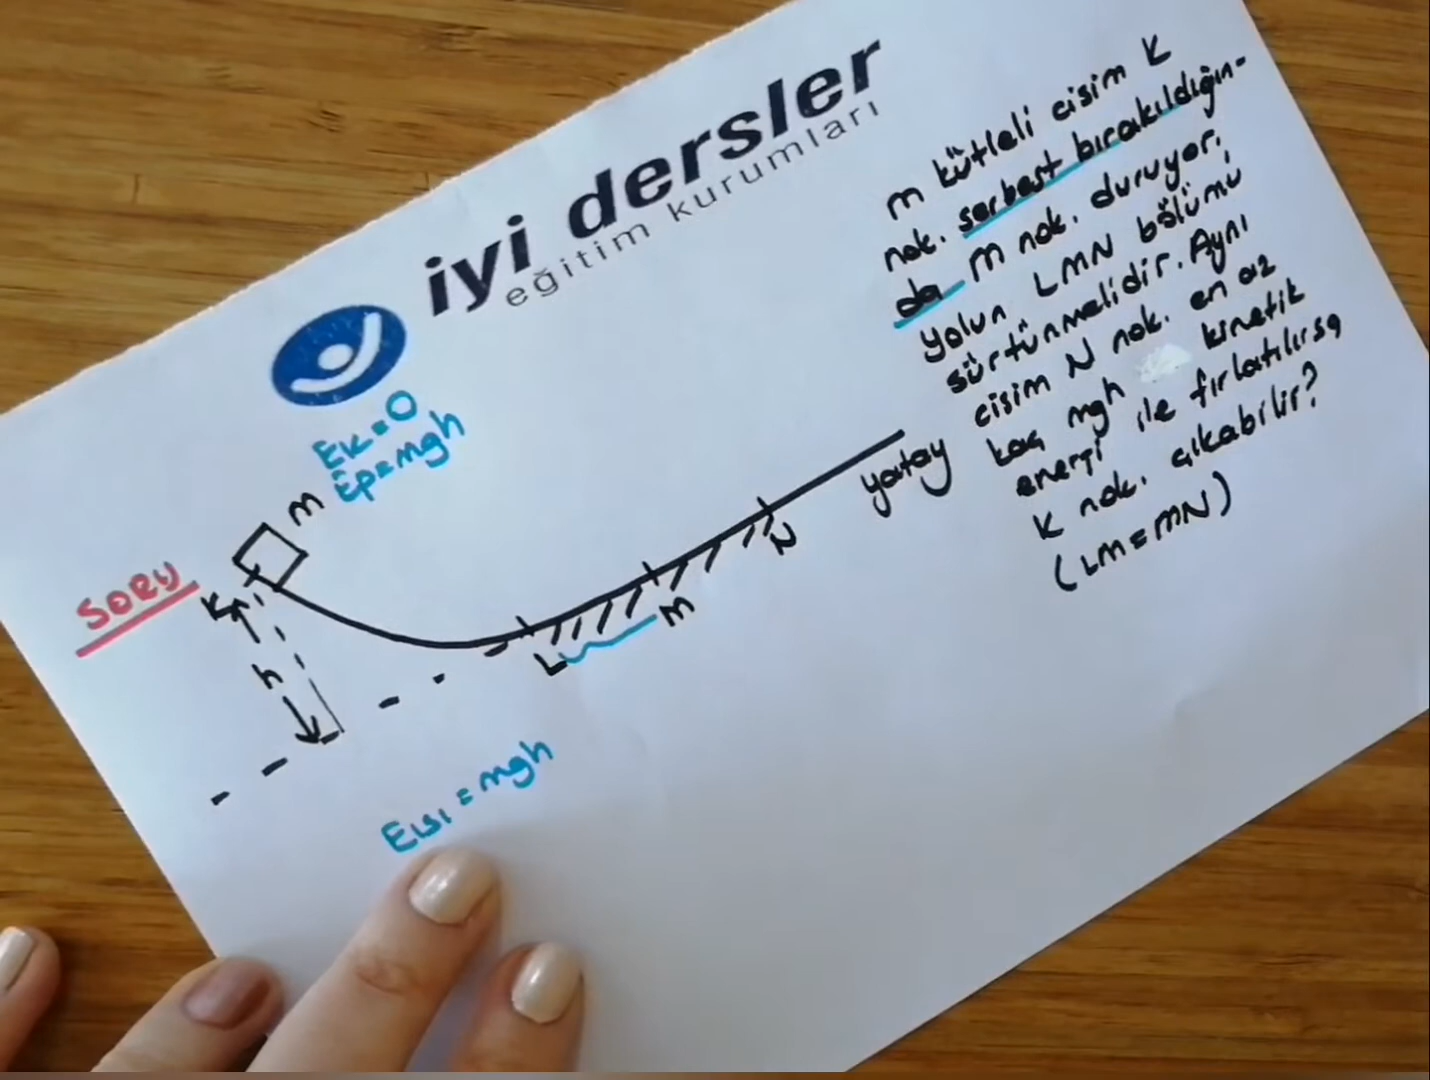 iyi dersler
eğitim kurumları
m kütleli cisim K
nok. serbest bırakıldığın-
da M nok. duruyor.
Yolun LMN bölümü
sürtünmelidir. Aynı
cisim N nok. en az
kaç mgh kinetik
enerji ile fırlatılırsa
K nok. çıkabilir?
(LM=MN)
EK=0
Ep=mgh
m
SORU
K
h
L
M
N
yatay
Eısı=mgh